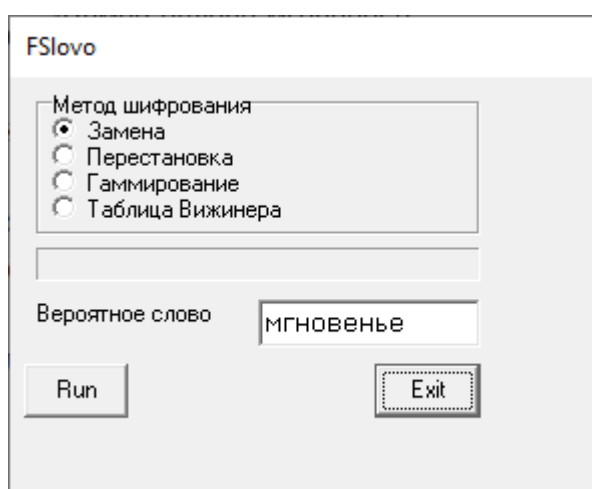 FSlovo
Метод шифрования
Замена
Перестановка
Гаммирование
Таблица Вижинера
Вероятное слово
мгновенье
Run
Exit